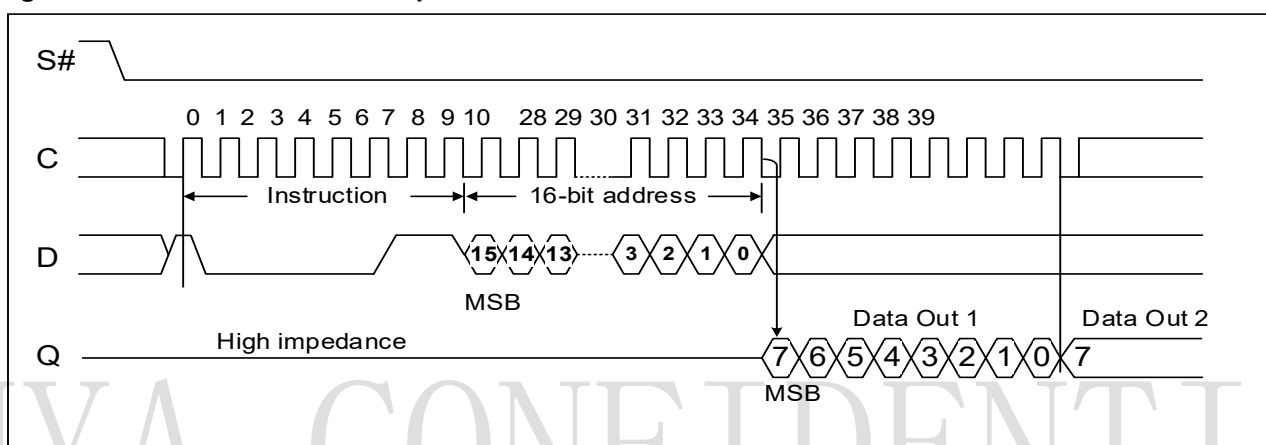 S#
0 1 2 3 4 5 6 7 8 9 10 28 29 30 31 32 33 34 35 36 37 38 39
C
Instruction 16-bit address
D 15 14 13 3 2 1 0
MSB
Data Out 1 Data Out 2
High impedance
Q 7 6 5 4 3 2 1 0 7
MSB
CONFIDENTI